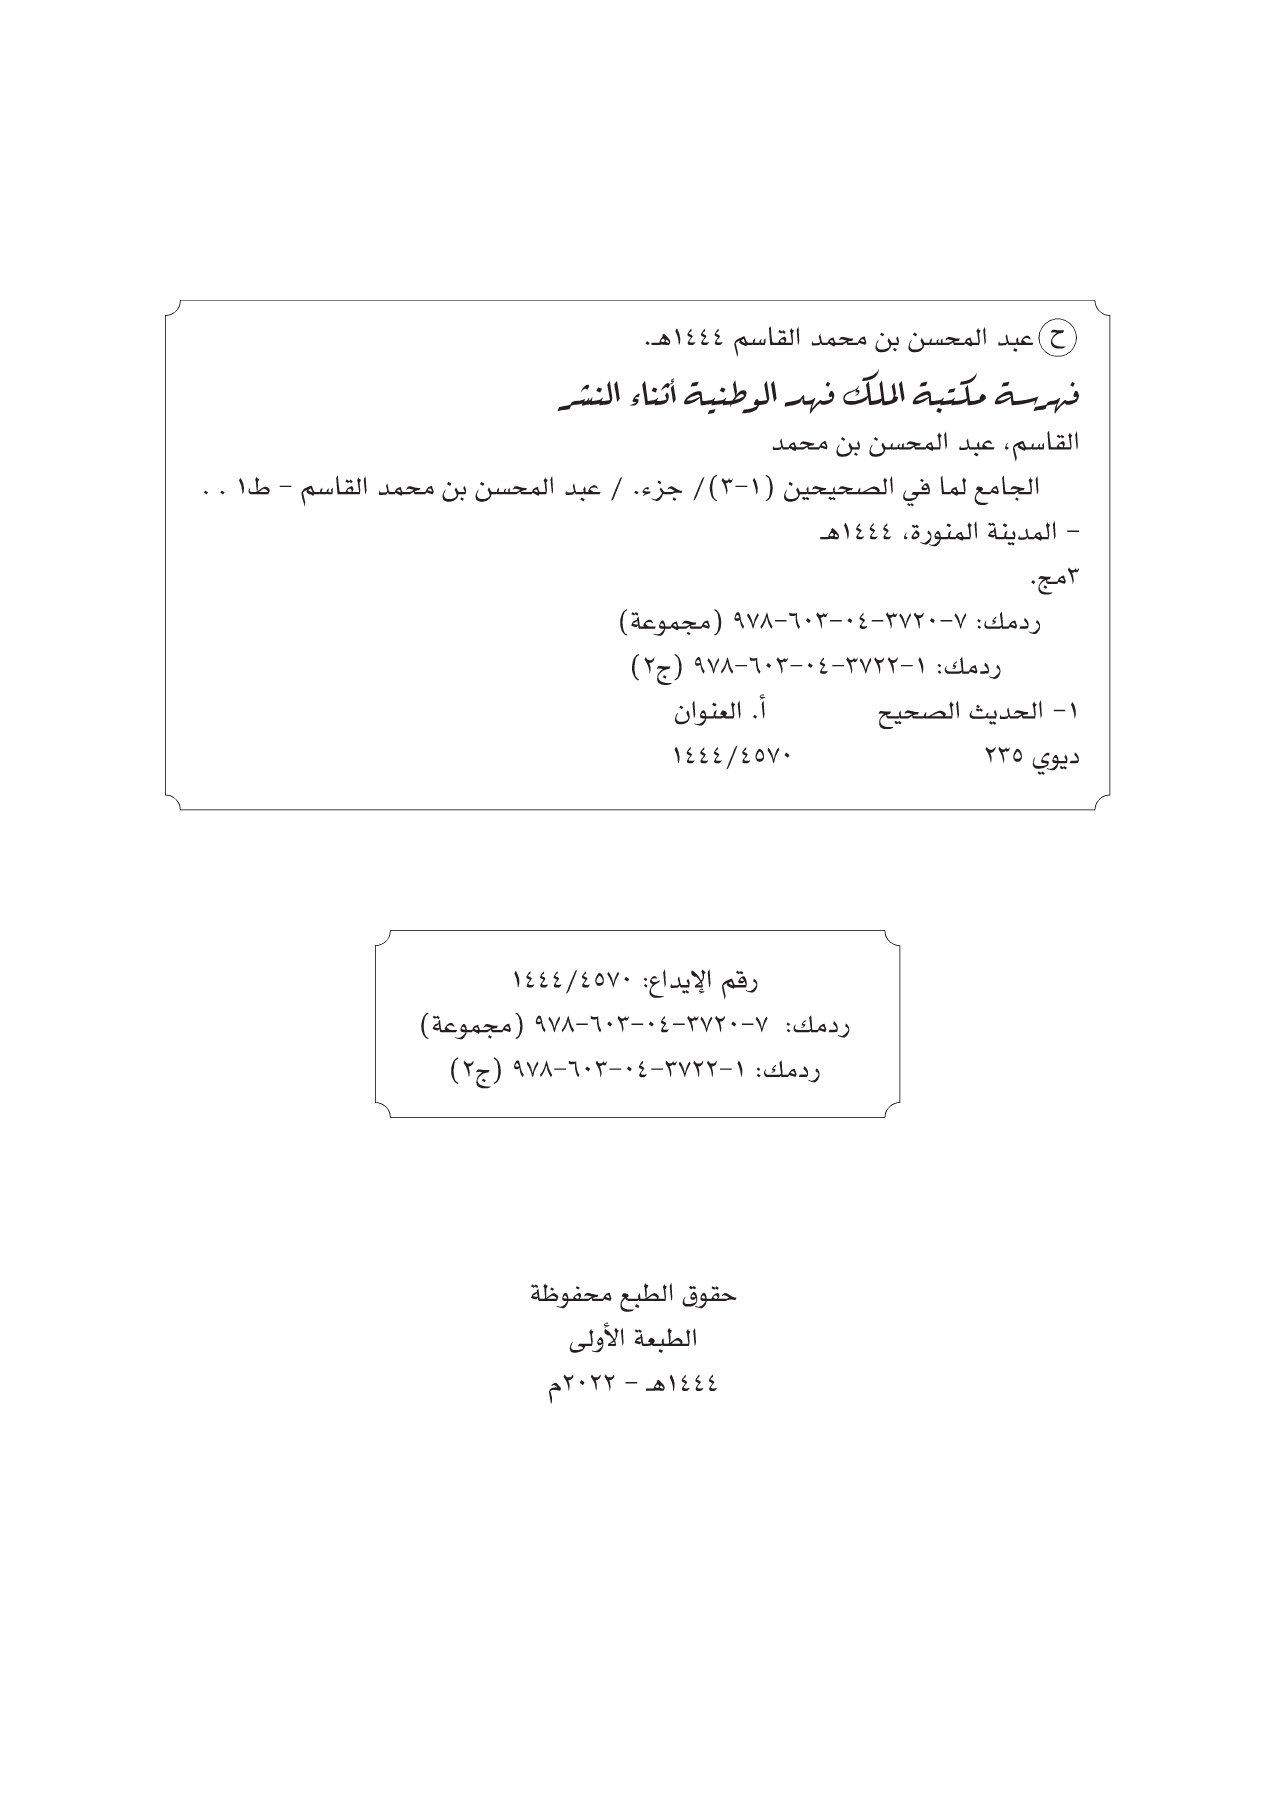 ح عبد المحسن بن محمد القاسم ١٤٤٤هـ.
فهرسة مكتبة الملك فهد الوطنية أثناء النشر
القاسم، عبد المحسن بن محمد
الجامع لما في الصحيحين (١-٣)/ جزء. / عبد المحسن بن محمد القاسم - ط١ . .
- المدينة المنورة، ١٤٤٤هـ
٣مج.
ردمك: ٧-٣٧٢٠-٠٤-٦٠٣-٩٧٨ (مجموعة)
ردمك: ١-٣٧٢٢-٠٤-٦٠٣-٩٧٨ (ج٢)
١- الحديث الصحيح أ. العنوان
ديوي ٢٣٥ ١٤٤٤/٤٥٧٠
رقم الإيداع: ١٤٤٤/٤٥٧٠
ردمك: ٧-٣٧٢٠-٠٤-٦٠٣-٩٧٨ (مجموعة)
ردمك: ١-٣٧٢٢-٠٤-٦٠٣-٩٧٨ (ج٢)
حقوق الطبع محفوظة
الطبعة الأولى
١٤٤٤هـ - ٢٠٢٢م